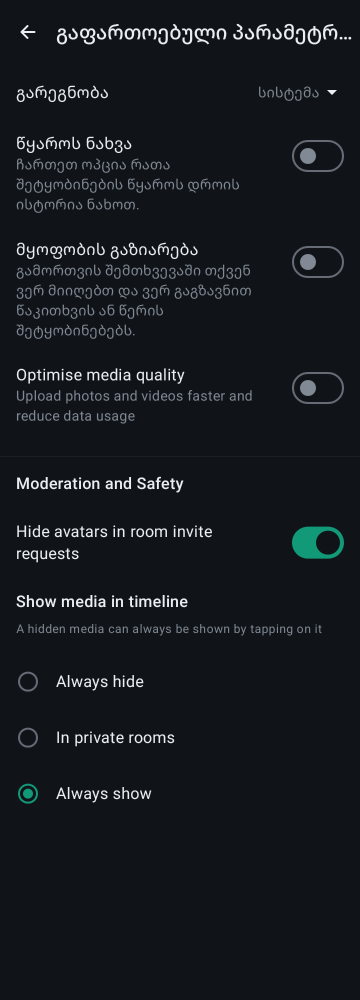 გაფართოებული პარამეტრ...
გარეგნობა
სისტემა
წყაროს ნახვა
ჩართეთ ოპცია რათა
შეტყობინების წყაროს დროის
ისტორია ნახოთ.
მყოფობის გაზიარება
გამორთვის შემთხვევაში თქვენ
ვერ მიიღებთ და ვერ გაგზავნით
წაკითხვის ან წერის
შეტყობინებებს.
Optimise media quality
Upload photos and videos faster and
reduce data usage
Moderation and Safety
Hide avatars in room invite
requests
Show media in timeline
A hidden media can always be shown by tapping on it
Always hide
In private rooms
Always show